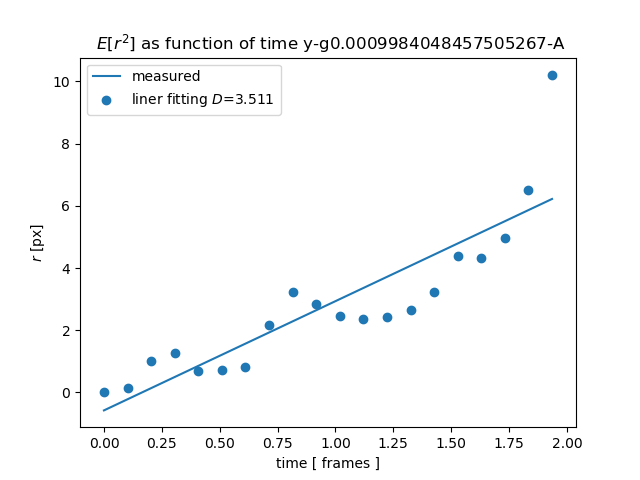 E[r²] as function of time y-g0.0009984048457505267-A
measured
liner fitting D=3.511
10
8
6
4
2
0
r [px]
0.00 0.25 0.50 0.75 1.00 1.25 1.50 1.75 2.00
time [ frames ]